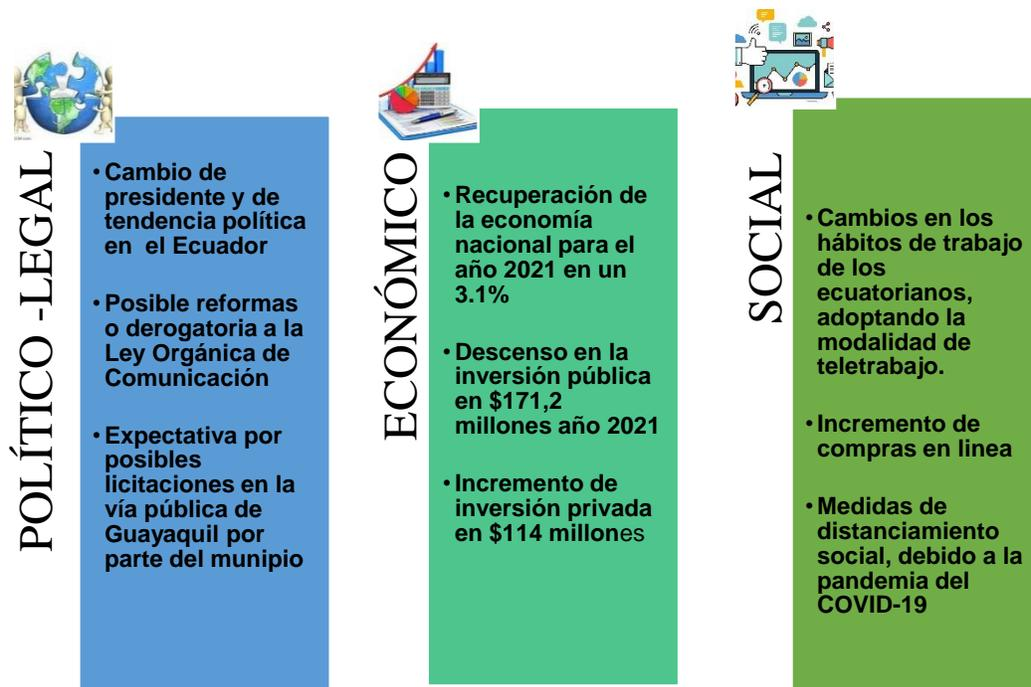 POLÍTICO -LEGAL
• Cambio de
presidente y de
tendencia política
en el Ecuador
• Posible reformas
o derogatoria a la
Ley Orgánica de
Comunicación
• Expectativa por
posibles
licitaciones en la
vía pública de
Guayaquil por
parte del munipio
ECONÓMICO
• Recuperación de
la economía
nacional para el
año 2021 en un
3.1%
• Descenso en la
inversión pública
en $171,2
millones año 2021
• Incremento de
inversión privada
en $114 millones
SOCIAL
• Cambios en los
hábitos de trabajo
de los
ecuatorianos,
adoptando la
modalidad de
teletrabajo.
• Incremento de
compras en linea
• Medidas de
distanciamiento
social, debido a la
pandemia del
COVID-19